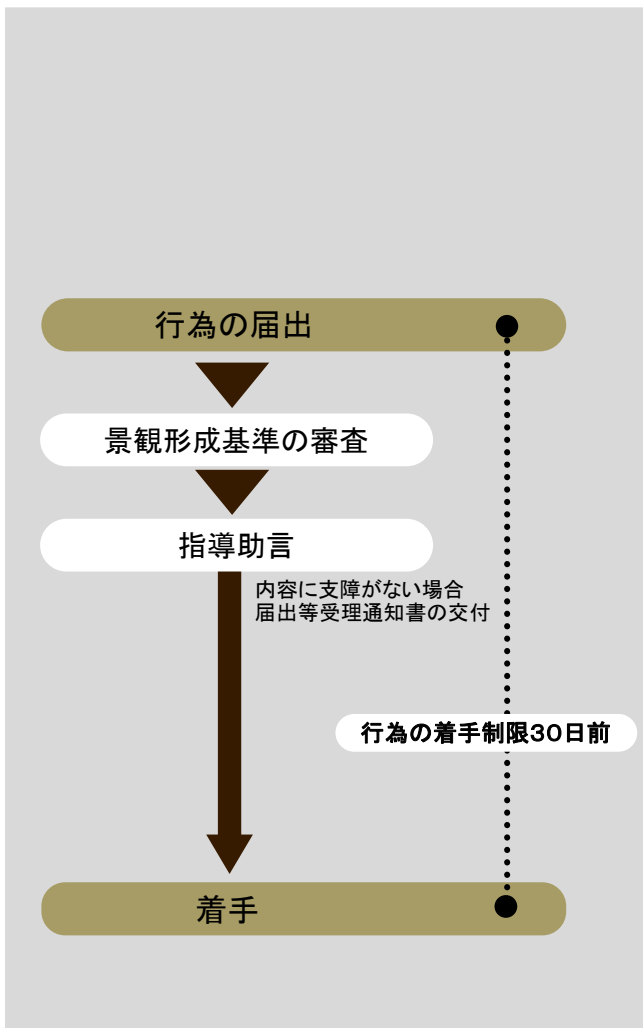 行為の届出
景観形成基準の審査
指導助言
内容に支障がない場合
届出等受理通知書の交付
行為の着手制限30日前
着手